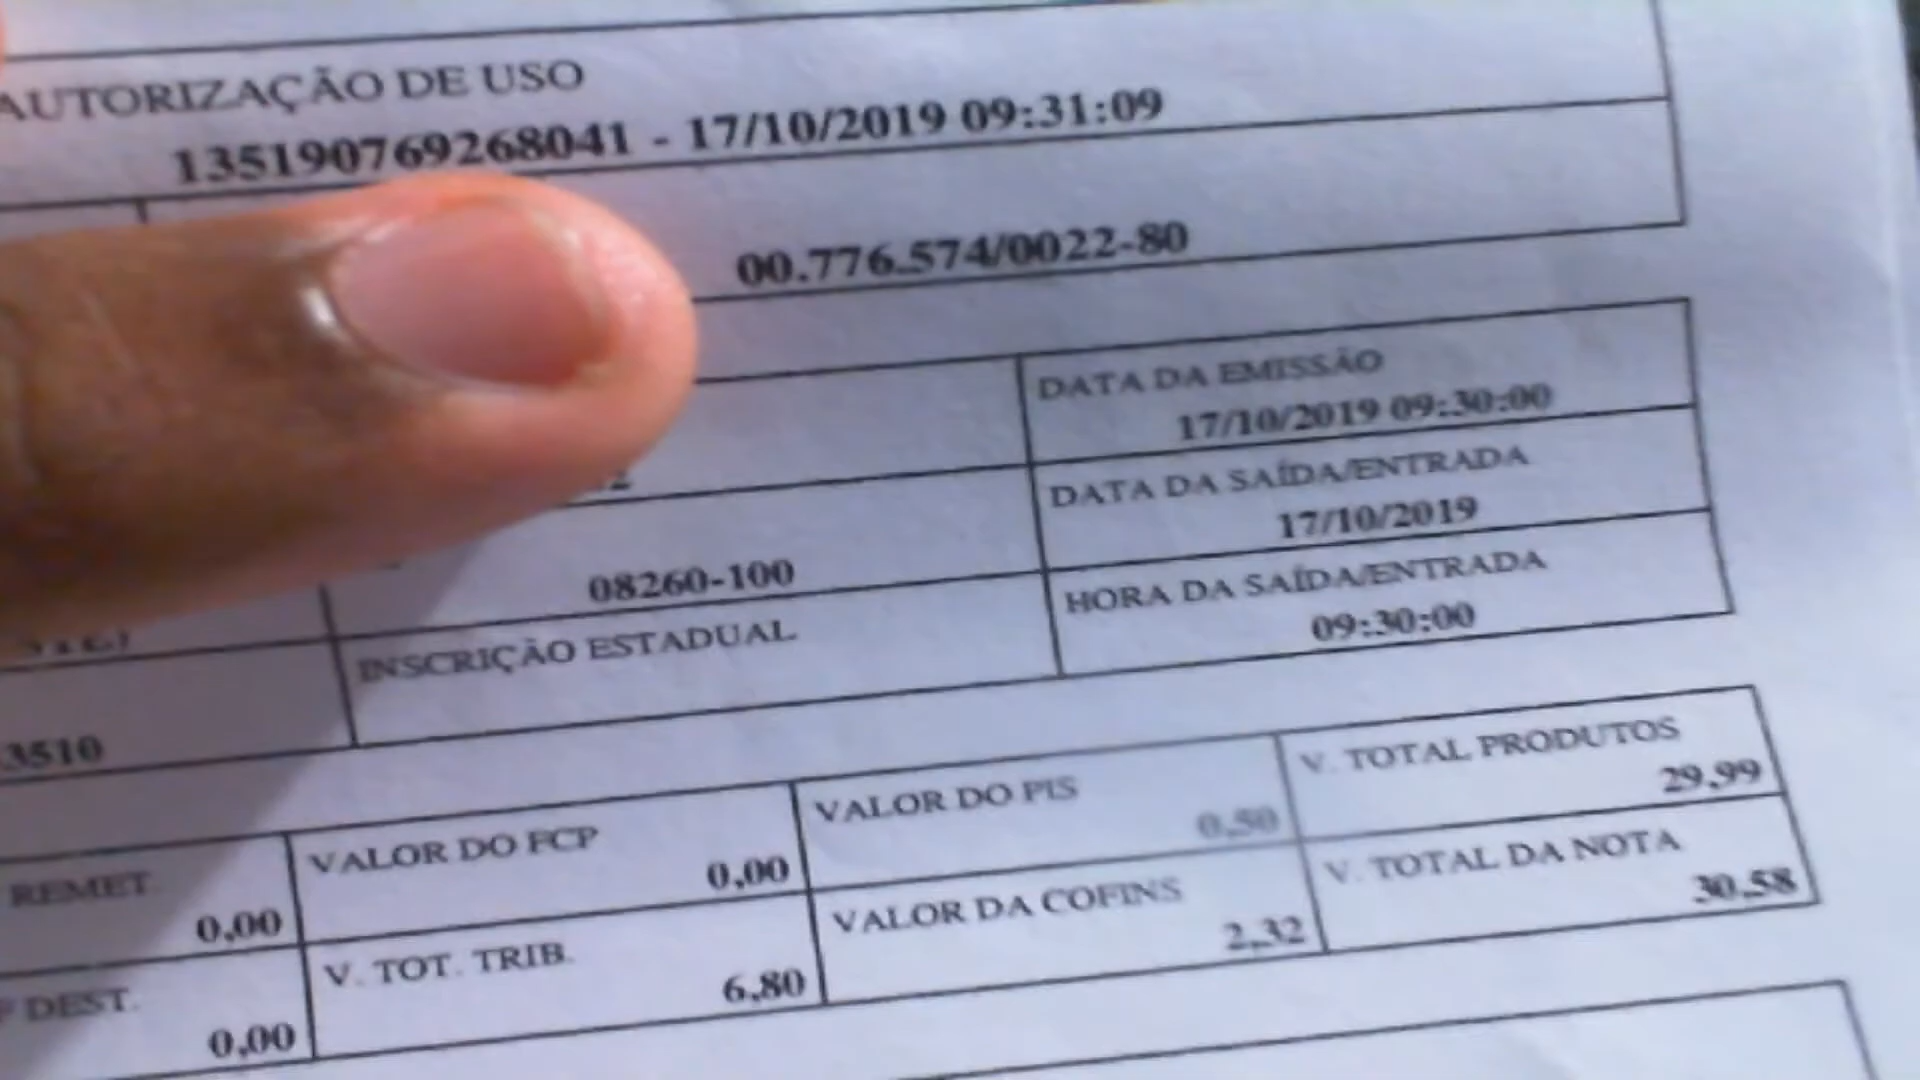 AUTORIZAÇÃO DE USO
135190769268041 - 17/10/2019 09:31:09
00.776.574/0022-80
DATA DA EMISSÃO
17/10/2019 09:30:00
DATA DA SAÍDA/ENTRADA
17/10/2019
08260-100
HORA DA SAÍDA/ENTRADA
09:30:00
INSCRIÇÃO ESTADUAL
3510
V. TOTAL PRODUTOS
29,99
VALOR DO PIS
0,50
VALOR DO FCP
0,00
REMET.
0,00
V. TOTAL DA NOTA
30,58
VALOR DA COFINS
2,32
V. TOT. TRIB.
6,80
DEST.
0,00